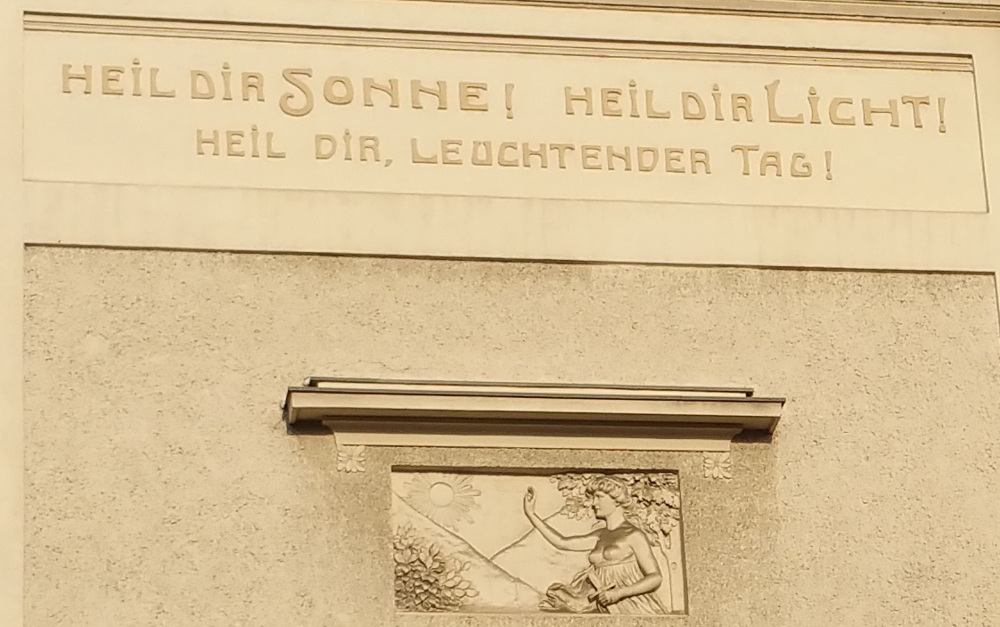 HEIL DIR SONNE! HEIL DIR LICHT!
HEIL DIR, LEUCHTENDER TAG!